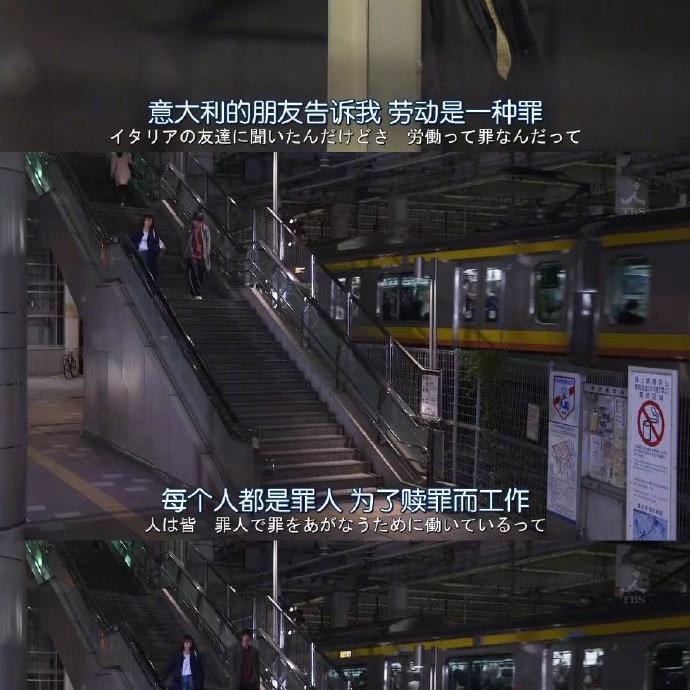 意大利的朋友告诉我 劳动是一种罪
イタリアの友達に聞いたんだけどさ 労働って罪なんだって
TBS
每个人都是罪人 为了赎罪而工作
人は皆 罪人で罪をあがなうために働いているって
TBS